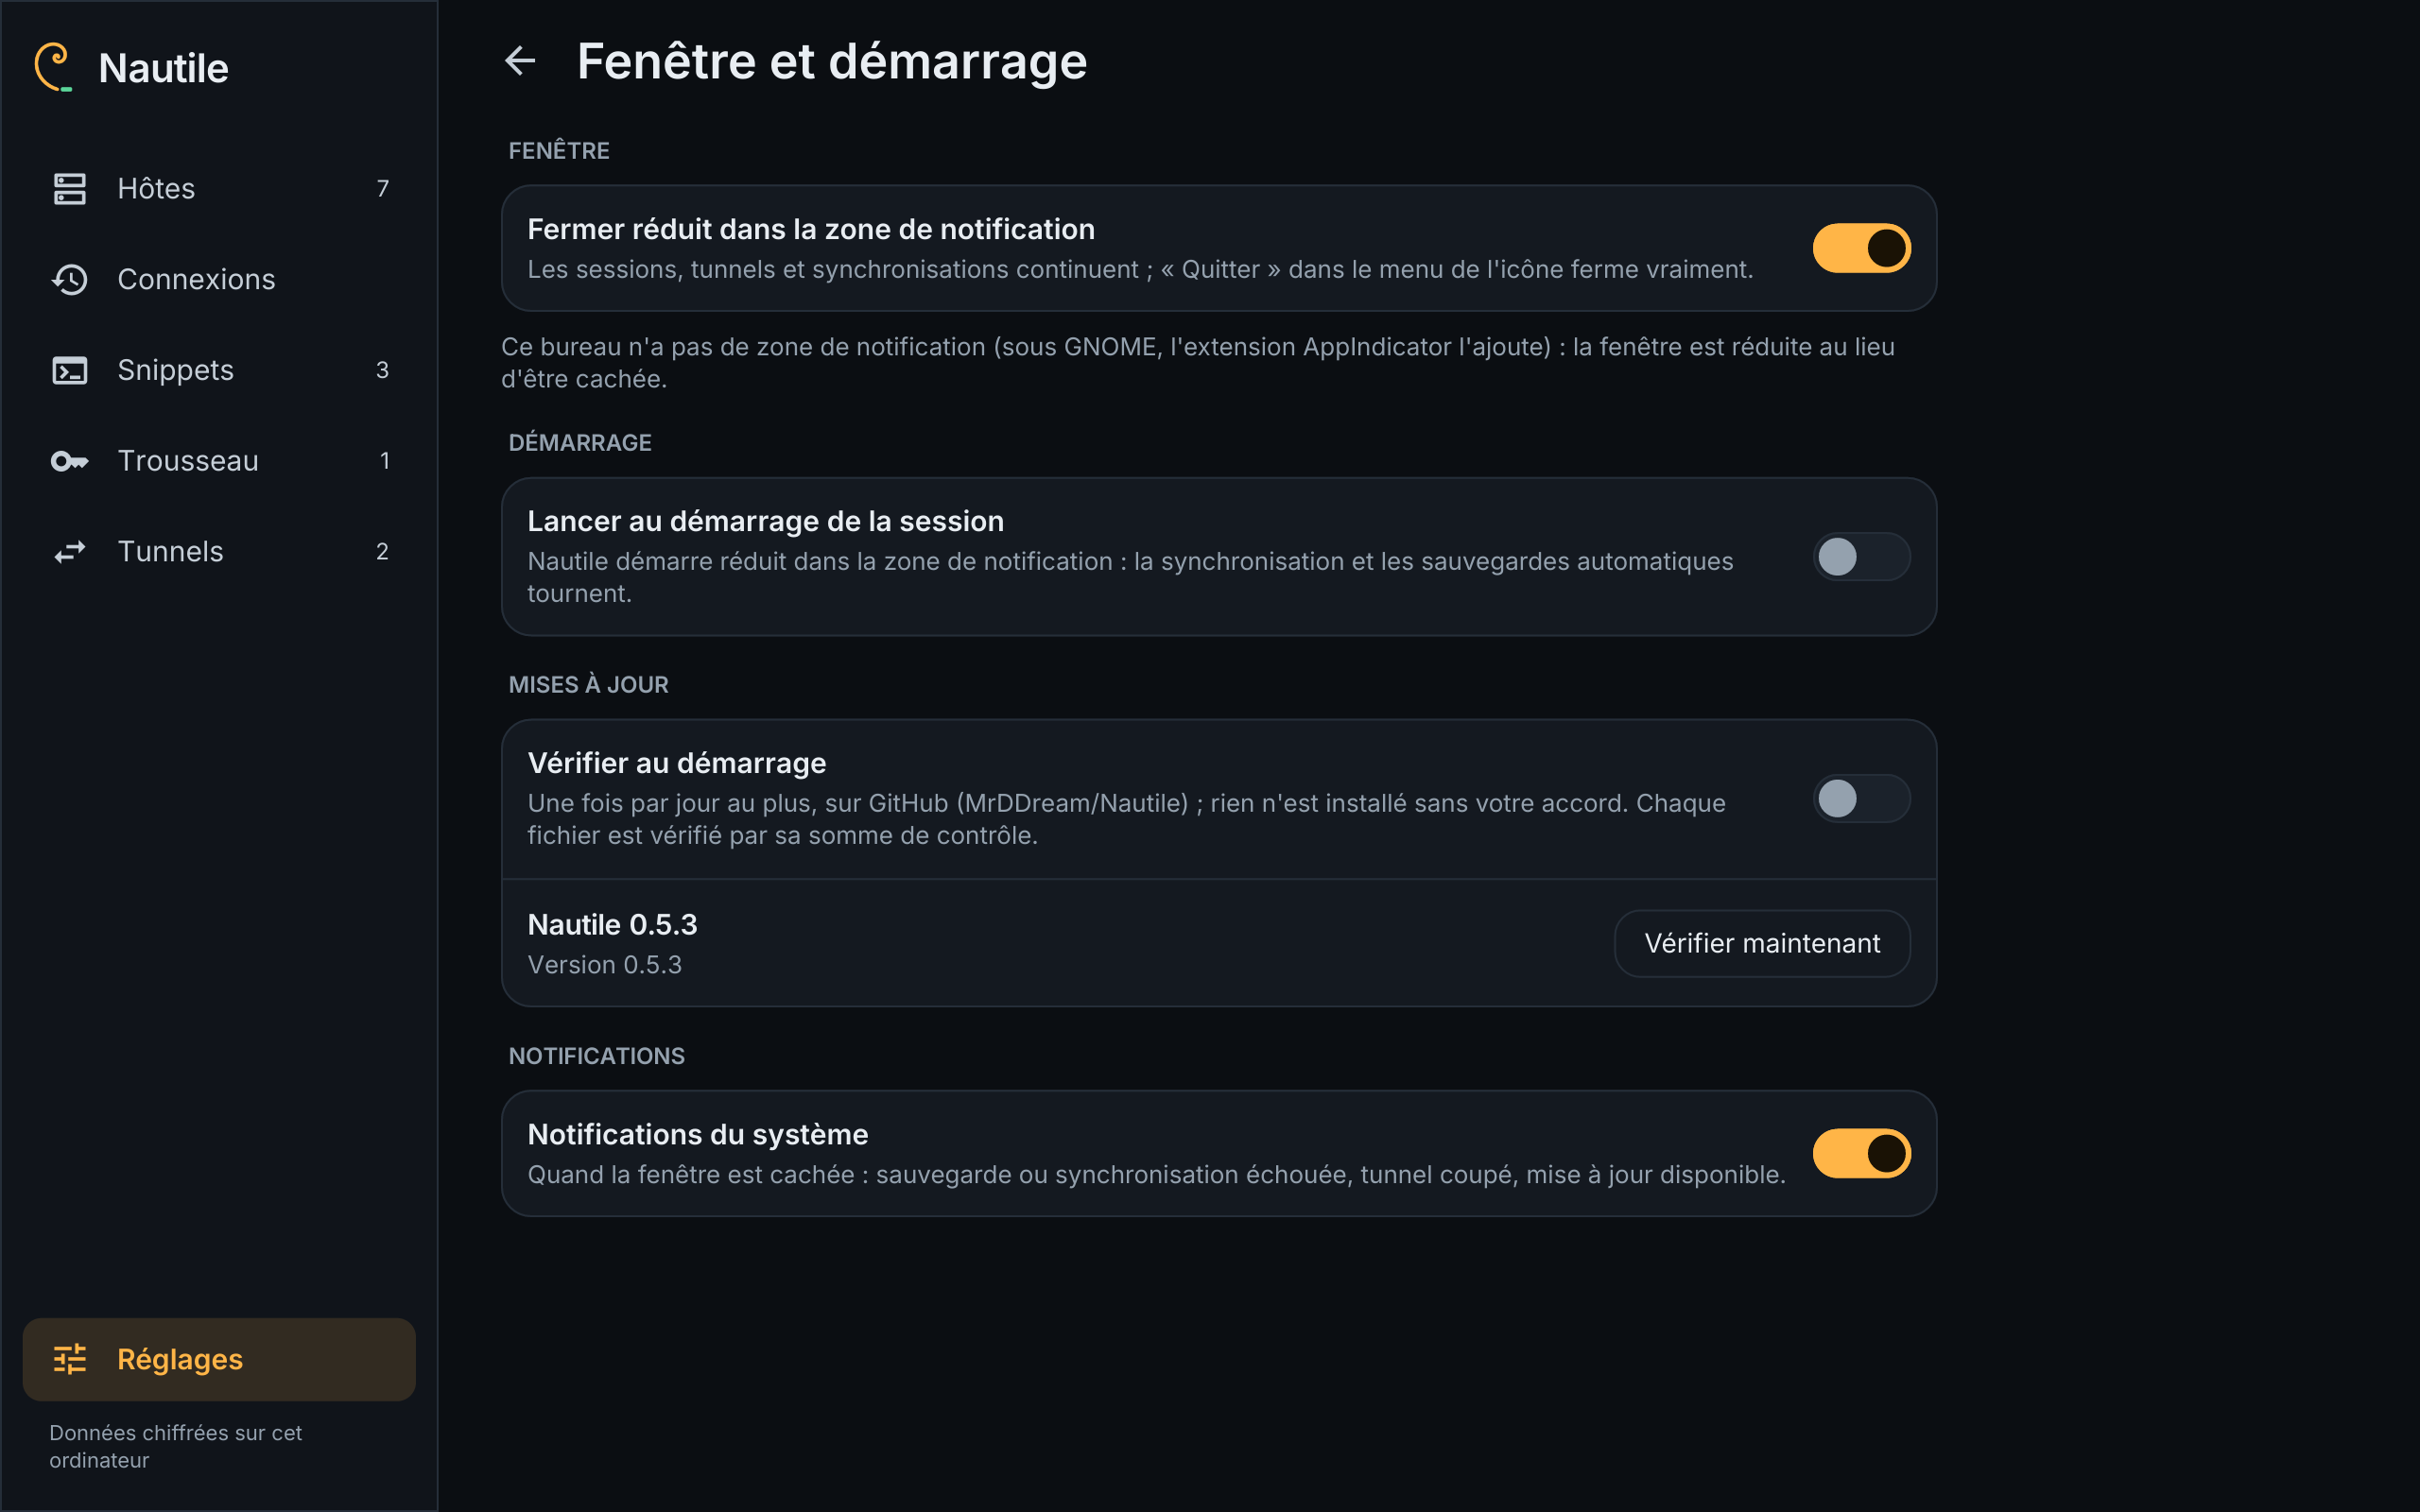 Nautile
Hôtes 7
Connexions
Snippets 3
Trousseau 1
Tunnels 2
Réglages
Données chiffrées sur cet
ordinateur
Fenêtre et démarrage
FENÊTRE
Fermer réduit dans la zone de notification
Les sessions, tunnels et synchronisations continuent ; « Quitter » dans le menu de l'icône ferme vraiment.
Ce bureau n'a pas de zone de notification (sous GNOME, l'extension AppIndicator l'ajoute) : la fenêtre est réduite au lieu
d'être cachée.
DÉMARRAGE
Lancer au démarrage de la session
Nautile démarre réduit dans la zone de notification : la synchronisation et les sauvegardes automatiques
tournent.
MISES À JOUR
Vérifier au démarrage
Une fois par jour au plus, sur GitHub (MrDDream/Nautile) ; rien n'est installé sans votre accord. Chaque
fichier est vérifié par sa somme de contrôle.
Nautile 0.5.3
Version 0.5.3
Vérifier maintenant
NOTIFICATIONS
Notifications du système
Quand la fenêtre est cachée : sauvegarde ou synchronisation échouée, tunnel coupé, mise à jour disponible.